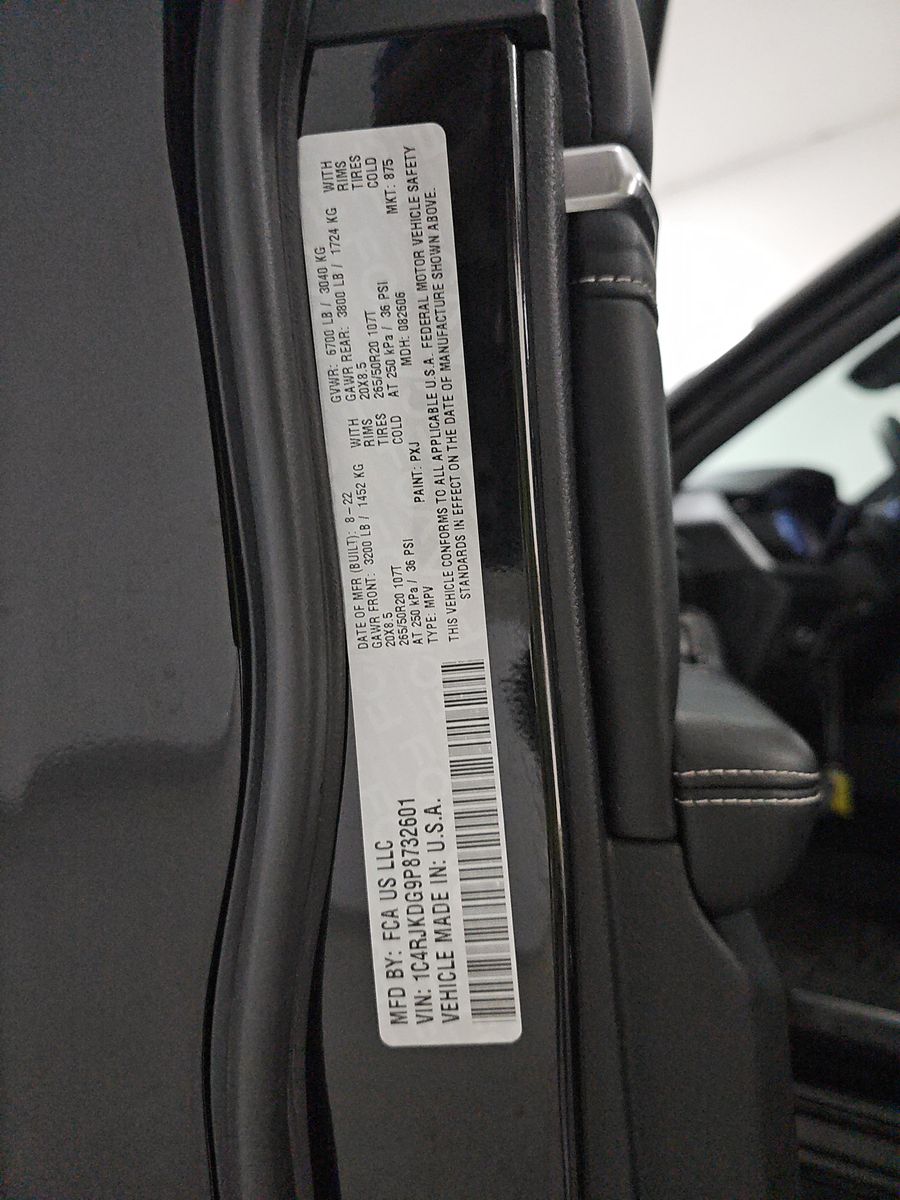 MFD BY: FCA US LLC
VIN: 1C4RJKDG9P8732601
VEHICLE MADE IN: U.S.A.
DATE OF MFR (BUILT): 8-22 GVWR: 6700 LB / 3040 KG
GAWR FRONT: 3200 LB / 1452 KG WITH GAWR REAR: 3800 LB / 1724 KG WITH
20X8.5 RIMS 20X8.5 RIMS
265/50R20 107T TIRES 265/50R20 107T TIRES
AT 250 kPa / 36 PSI COLD AT 250 kPa / 36 PSI COLD
TYPE: MPV PAINT: PXJ MDH: 082606 MKT: 875
THIS VEHICLE CONFORMS TO ALL APPLICABLE U.S.A. FEDERAL MOTOR VEHICLE SAFETY
STANDARDS IN EFFECT ON THE DATE OF MANUFACTURE SHOWN ABOVE.